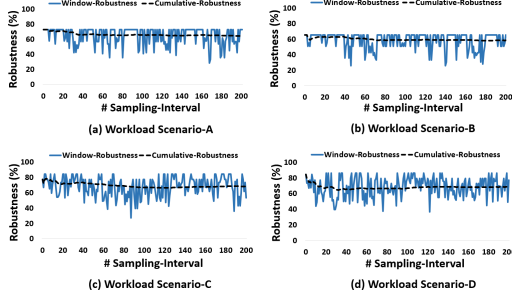 Window-Robustness Cumulative-Robustness
Robustness (%)
100
80
60
40
20
0
0 20 40 60 80 100 120 140 160 180 200
# Sampling-Interval
(a) Workload Scenario-A
Window-Robustness Cumulative-Robustness
Robustness (%)
100
80
60
40
20
0
0 20 40 60 80 100 120 140 160 180 200
# Sampling-Interval
(b) Workload Scenario-B
Window-Robustness Cumulative-Robustness
Robustness (%)
100
80
60
40
20
0
0 20 40 60 80 100 120 140 160 180 200
# Sampling-Interval
(c) Workload Scenario-C
Window-Robustness Cumulative-Robustness
Robustness (%)
100
80
60
40
20
0
0 20 40 60 80 100 120 140 160 180 200
# Sampling-Interval
(d) Workload Scenario-D